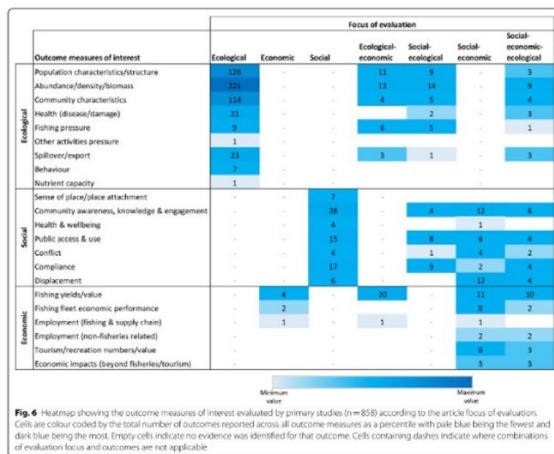 Focus of evaluation
Outcome measures of interest Ecological Economic Social Ecological-economic Social-ecological Social-economic Social-economic-ecological
Ecological
Population characteristics/structure 126 - - 11 9 - 3
Abundance/density/biomass 221 - - 13 14 - 9
Community characteristics 114 - - 4 5 - 4
Health (disease/damage) 21 - - 2 - 3
Fishing pressure 9 - - 6 5 - 1
Other activities pressure 1 - - -
Spillover/export 23 - - 3 1 - 3
Behaviour 7 - - -
Nutrient capacity 1 - - -
Social
Sense of place/place attachment - - 7 -
Community awareness, knowledge & engagement - - 28 - 4 12 6
Health & wellbeing - - 4 - 1
Public access & use - - 15 - 8 6 4
Conflict - - 4 - 1 4 2
Compliance - - 17 - 9 2 4
Displacement - - 6 - 12 4
Economic
Fishing yields/value - 4 - 20 - 11 10
Fishing fleet economic performance - 2 - - 8 2
Employment (fishing & supply chain) - 1 - 1 - 1
Employment (non-fisheries related) - - - 2 2
Tourism/recreation numbers/value - - - 6 3
Economic impacts (beyond fisheries/tourism) - - - 3 3
Minimum value
Maximum value
Fig. 6 Heatmap showing the outcome measures of interest evaluated by primary studies (n = 858) according to the article focus of evaluation.
Cells are colour coded by the total number of outcomes reported across all outcome measures as a percentile with pale blue being the fewest and
dark blue being the most. Empty cells indicate no evidence was identified for that outcome. Cells containing dashes indicate where combinations
of evaluation focus and outcomes are not applicable